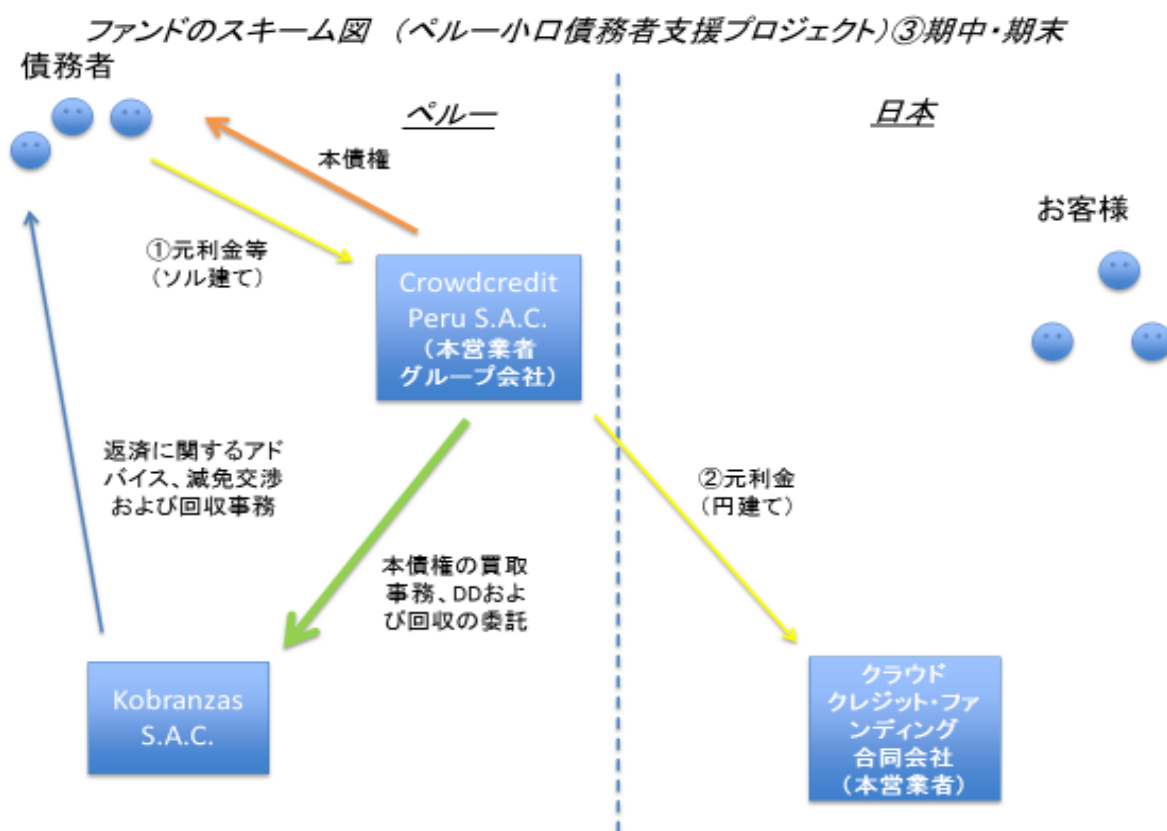 ファンドのスキーム図 (ペルー小口債務者支援プロジェクト)③期中・期末
債務者
ペルー
日本
本債権
お客様
①元利金等
(ソル建て)
Crowdcredit
Peru S.A.C.
(本営業者
グループ会社)
返済に関するアド
バイス、減免交渉
および回収事務
②元利金
(円建て)
本債権の買取
事務、DDおよ
び回収の委託
Kobranzas
S.A.C.
クラウド
クレジット・ファ
ンディング
合同会社
(本営業者)